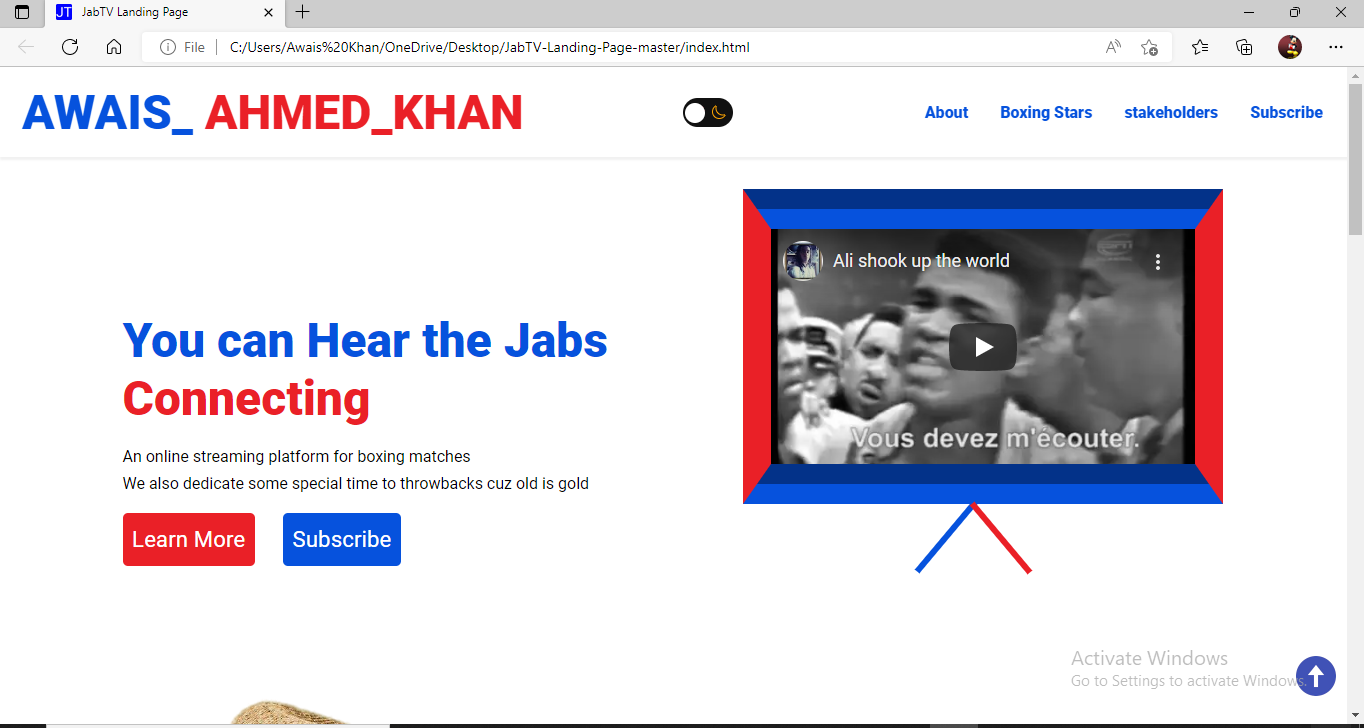 JT JabTV Landing Page
File C:/Users/Awais%20Khan/OneDrive/Desktop/JabTV-Landing-Page-master/index.html
AWAIS_ AHMED_KHAN
About Boxing Stars stakeholders Subscribe
Ali shook up the world
Vous devez m'écouter.
You can Hear the Jabs
Connecting
An online streaming platform for boxing matches
We also dedicate some special time to throwbacks cuz old is gold
Learn More Subscribe
Activate Windows
Go to Settings to activate Windows.